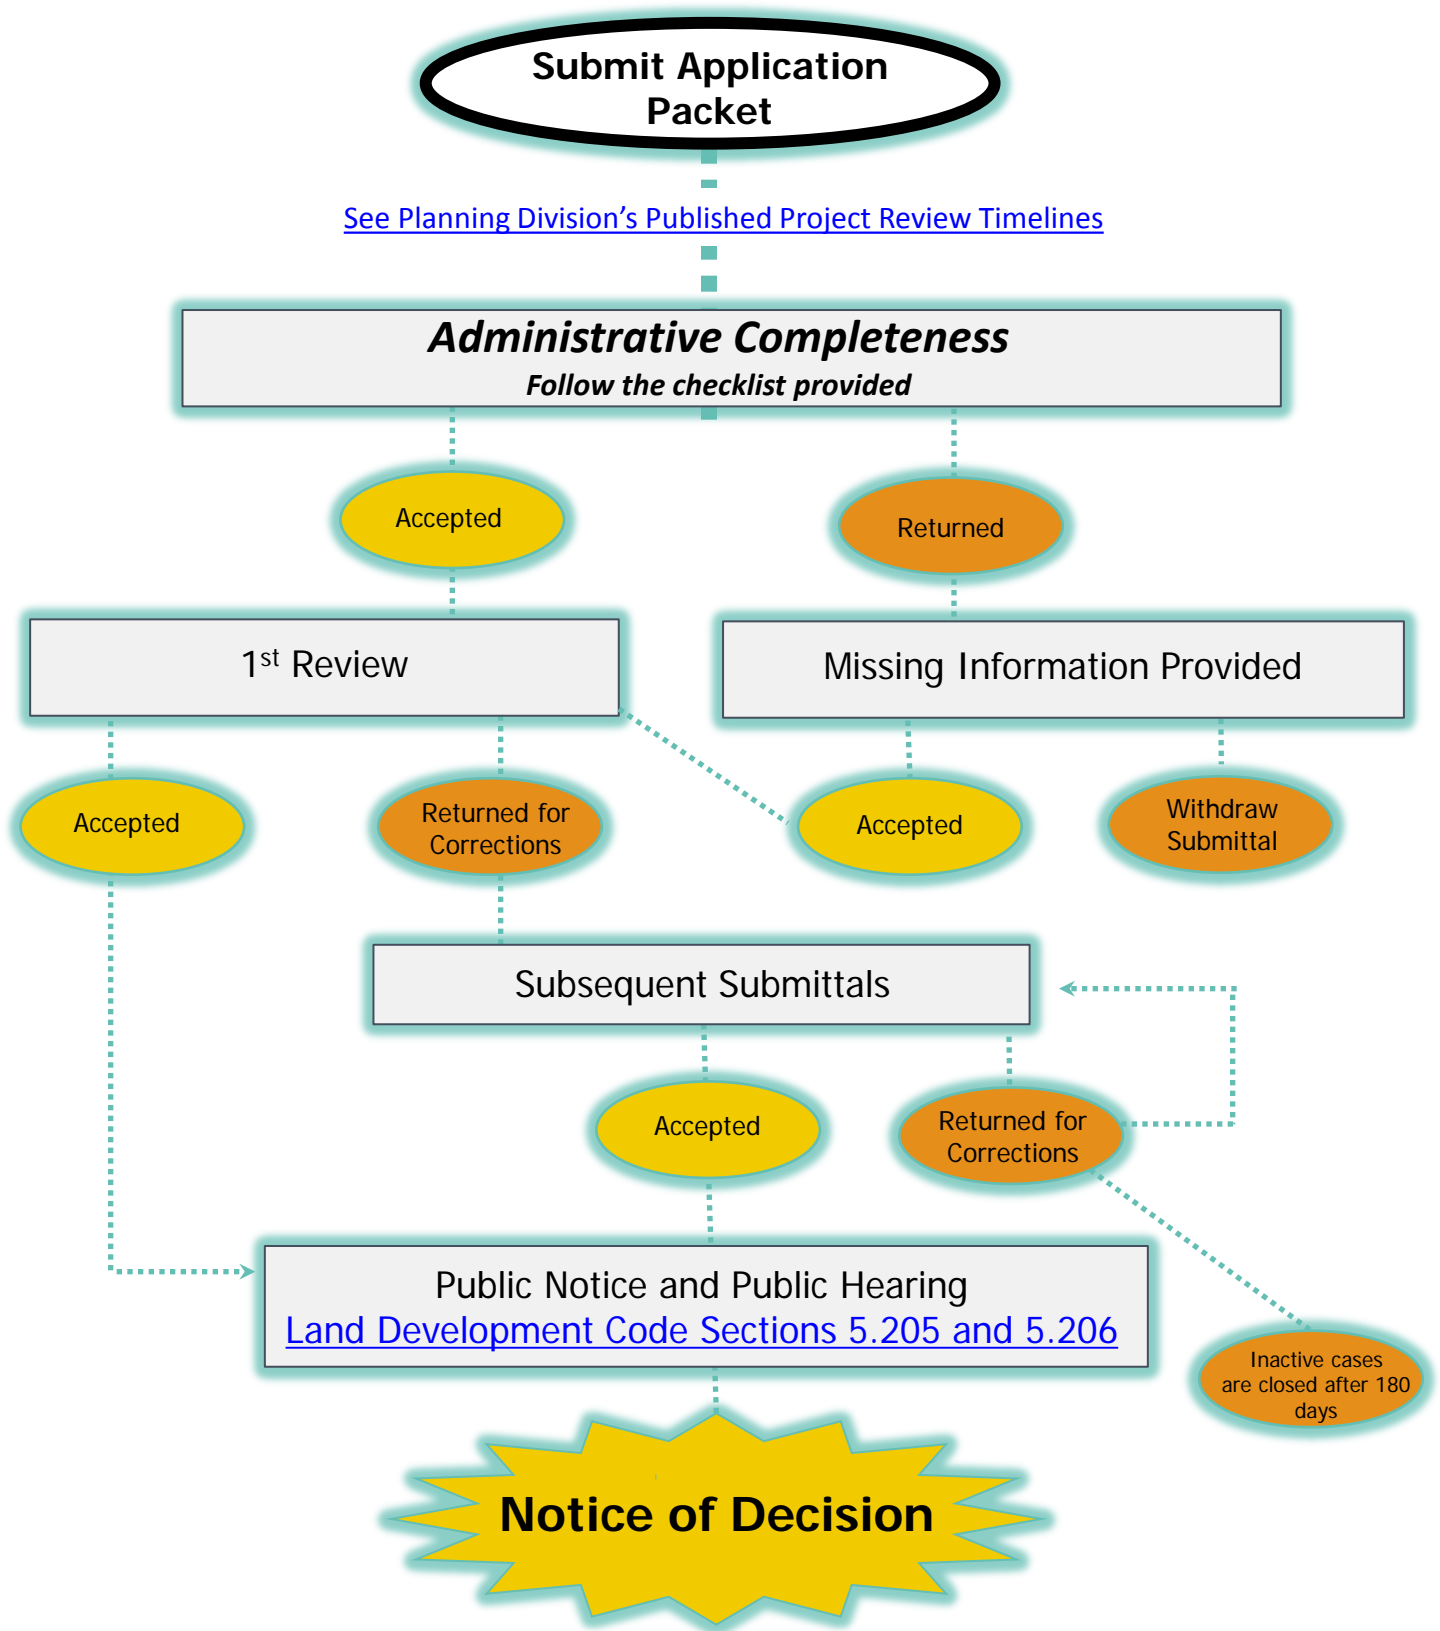 Submit Application
Packet
See Planning Division's Published Project Review Timelines
Administrative Completeness
Follow the checklist provided
Accepted
Returned
1st Review
Missing Information Provided
Accepted
Returned for
Corrections
Accepted
Withdraw
Submittal
Subsequent Submittals
Accepted
Returned for
Corrections
Public Notice and Public Hearing
Land Development Code Sections 5.205 and 5.206
Inactive cases
are closed after 180
days
Notice of Decision